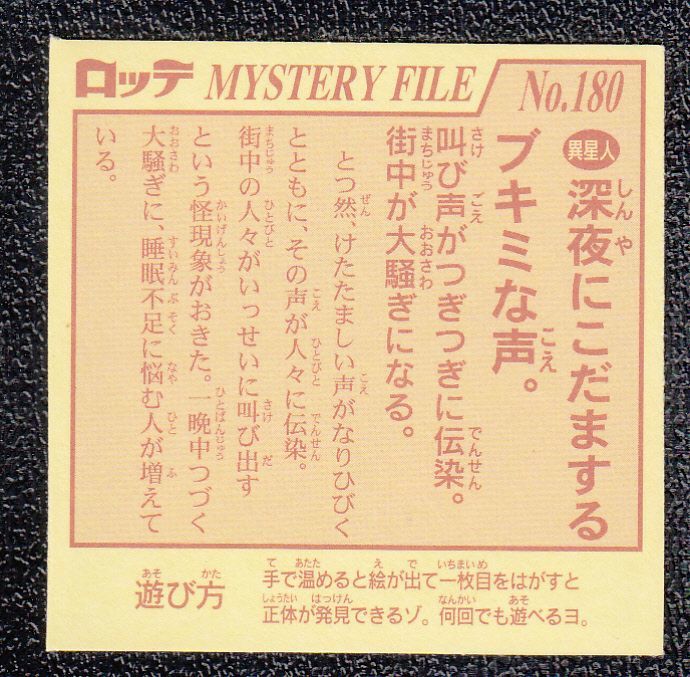 ロッテ MYSTERY FILE No.180
異星人 深夜にこだまする
ブキミな声。
叫び声がつぎつぎに伝染。
街中が大騒ぎになる。
とつ然、けたたましい声がなりひびく
とともに、その声が人々に伝染。
街中の人々がいっせいに叫び出す
という怪現象がおきた。一晩中つづく
大騒ぎに、睡眠不足に悩む人が増えて
いる。
遊び方
手で温めると絵が出て一枚目をはがすと
正体が発見できるゾ。何回でも遊べるヨ。